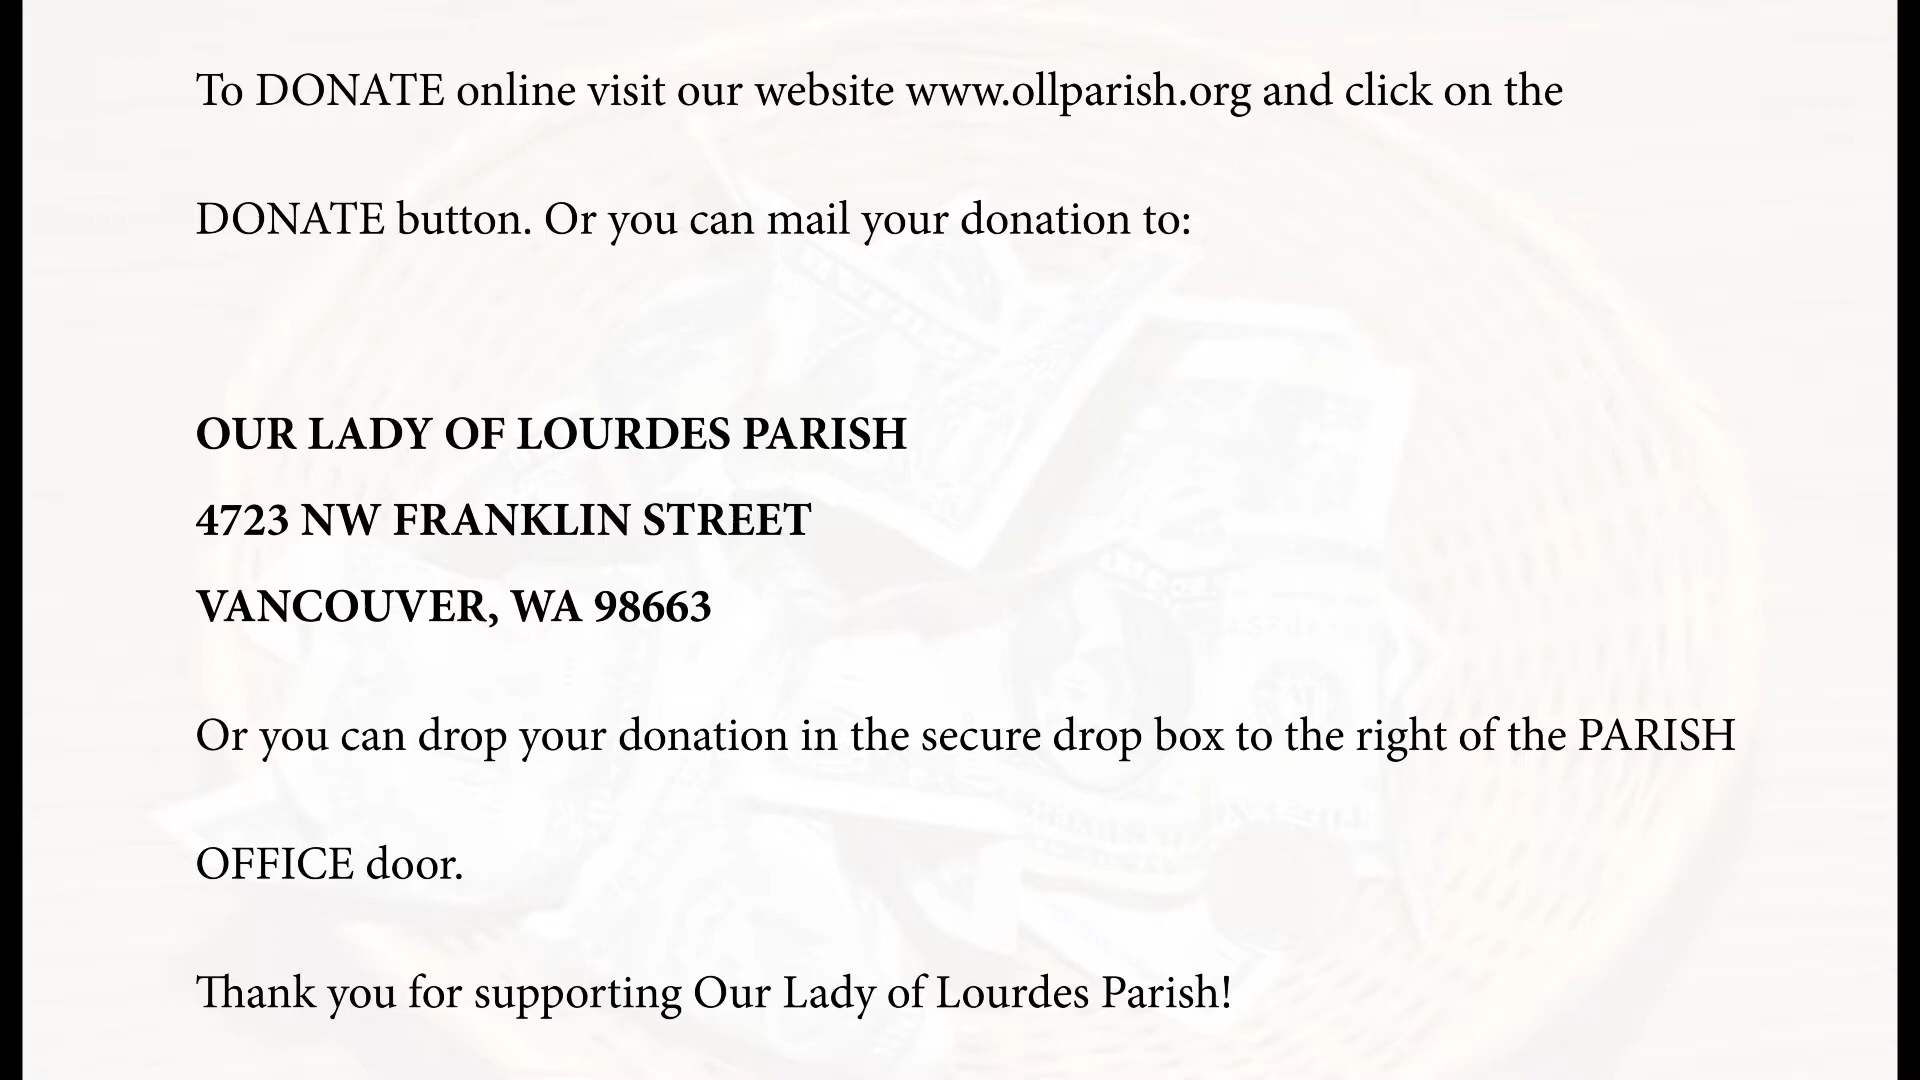 To DONATE online visit our website www.ollparish.org and click on the
DONATE button. Or you can mail your donation to:
OUR LADY OF LOURDES PARISH
4723 NW FRANKLIN STREET
VANCOUVER, WA 98663
Or you can drop your donation in the secure drop box to the right of the PARISH
OFFICE door.
Thank you for supporting Our Lady of Lourdes Parish!